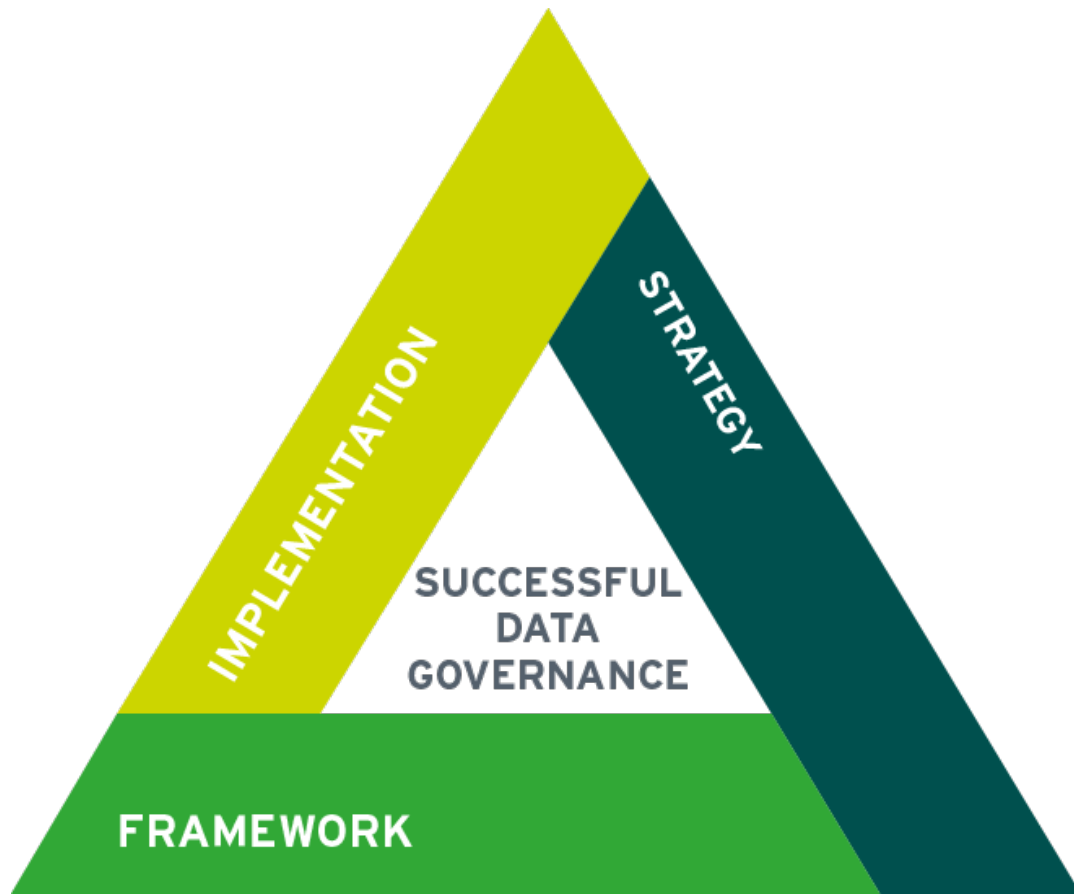 STRATEGY
IMPLEMENTATION
SUCCESSFUL
DATA
GOVERNANCE
FRAMEWORK